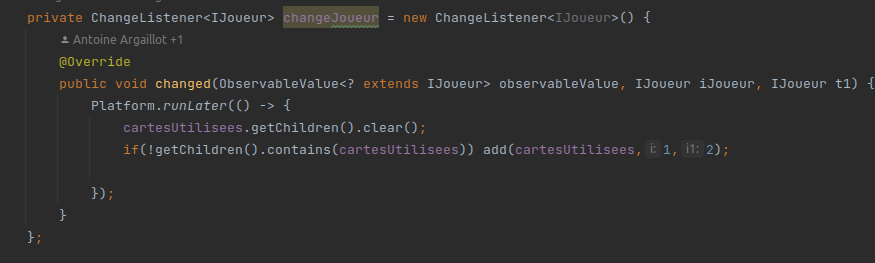 private ChangeListener<IJoueur> changeJoueur = new ChangeListener<IJoueur>() {
Antoine Argaillot +1
@Override
public void changed(ObservableValue<? extends IJoueur> observableValue, IJoueur iJoueur, IJoueur t1) {
Platform.runLater(() -> {
cartesUtilisees.getChildren().clear();
if(!getChildren().contains(cartesUtilisees)) add(cartesUtilisees, i: 1, i1: 2);
});
}
};